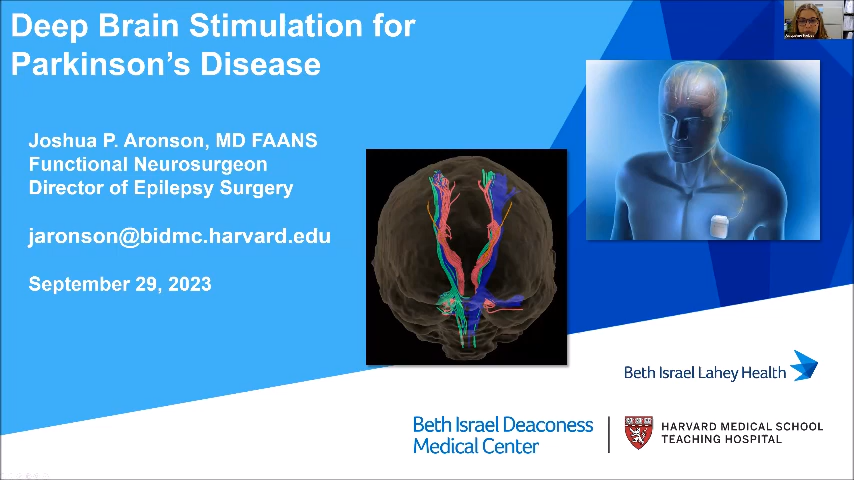 Deep Brain Stimulation for
Parkinson's Disease
Joshua P. Aronson, MD FAANS
Functional Neurosurgeon
Director of Epilepsy Surgery
jaronson@bidmc.harvard.edu
September 29, 2023
Beth Israel Lahey Health
Beth Israel Deaconess
Medical Center
HARVARD MEDICAL SCHOOL
TEACHING HOSPITAL